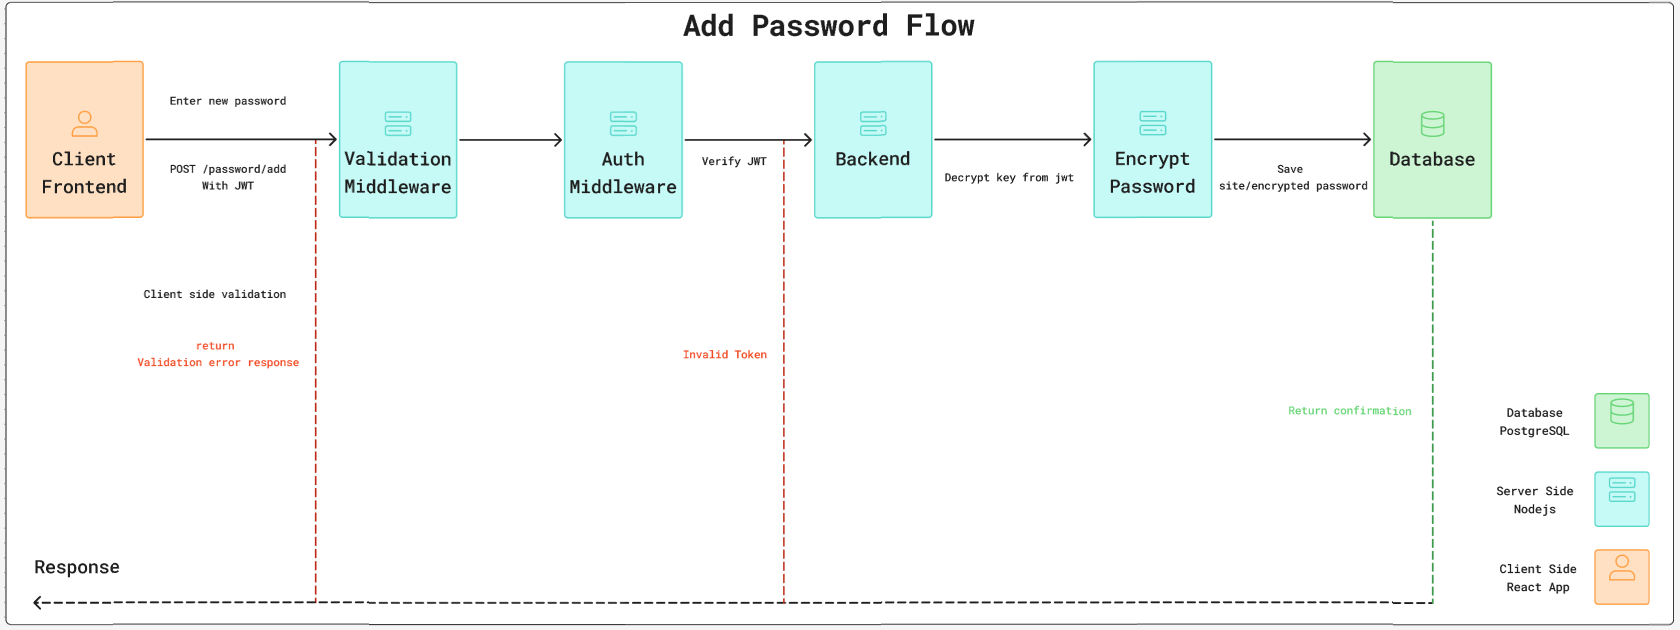 Add Password Flow
Client
Frontend
Enter new password
POST /password/add
With JWT
Validation
Middleware
Auth
Middleware
Verify JWT
Backend
Decrypt key from jwt
Encrypt
Password
Save
site/encrypted password
Database
Client side validation
return
Validation error response
Invalid Token
Return confirmation
Database
PostgreSQL
Server Side
Nodejs
Client Side
React App
Response